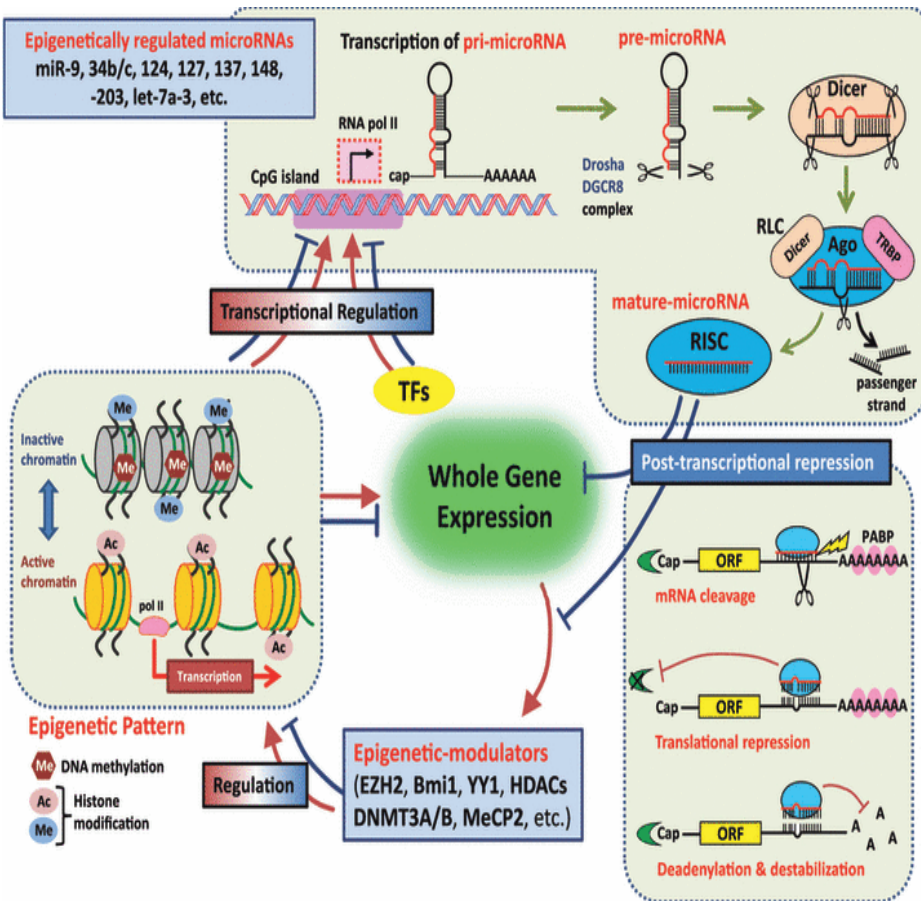 Epigenetically regulated microRNAs
miR-9, 34b/c, 124, 127, 137, 148,
-203, let-7a-3, etc.
Transcription of pri-microRNA
pre-microRNA
Dicer
RNA pol II
CpG island
cap
AAAAAA
Drosha
DGCR8
complex
RLC
Dicer
Ago
TRBP
mature-microRNA
RISC
passenger
strand
Transcriptional Regulation
TFs
Me
Me
Inactive
chromatin
Me
Me
Me
Me
Active
chromatin
Ac
Ac
pol II
Ac
Transcription
Whole Gene
Expression
Post-transcriptional repression
PABP
Cap
ORF
AAAAAAAA
mRNA cleavage
Cap
ORF
AAAAAAAA
Translational repression
Cap
ORF
A
A
A
A
A
Deadenylation & destabilization
Epigenetic Pattern
Me DNA methylation
Ac
Me
Histone
modification
Regulation
Epigenetic-modulators
(EZH2, Bmi1, YY1, HDACs
DNMT3A/B, MeCP2, etc.)